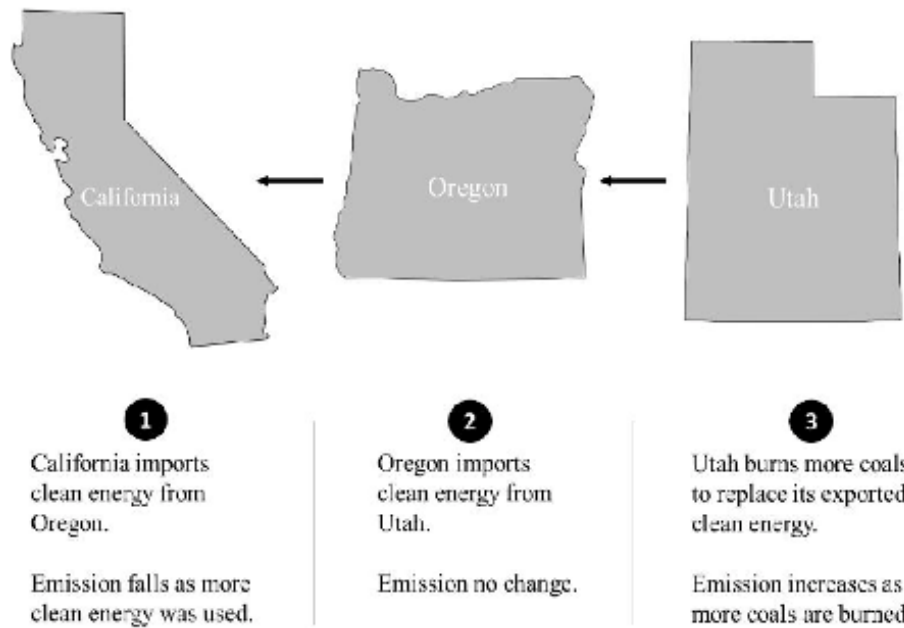 California
Oregon
Utah
1
California imports
clean energy from
Oregon.
Emission falls as more
clean energy was used.
2
Oregon imports
clean energy from
Utah.
Emission no change.
3
Utah burns more coals
to replace its exported
clean energy.
Emission increases as
more coals are burned